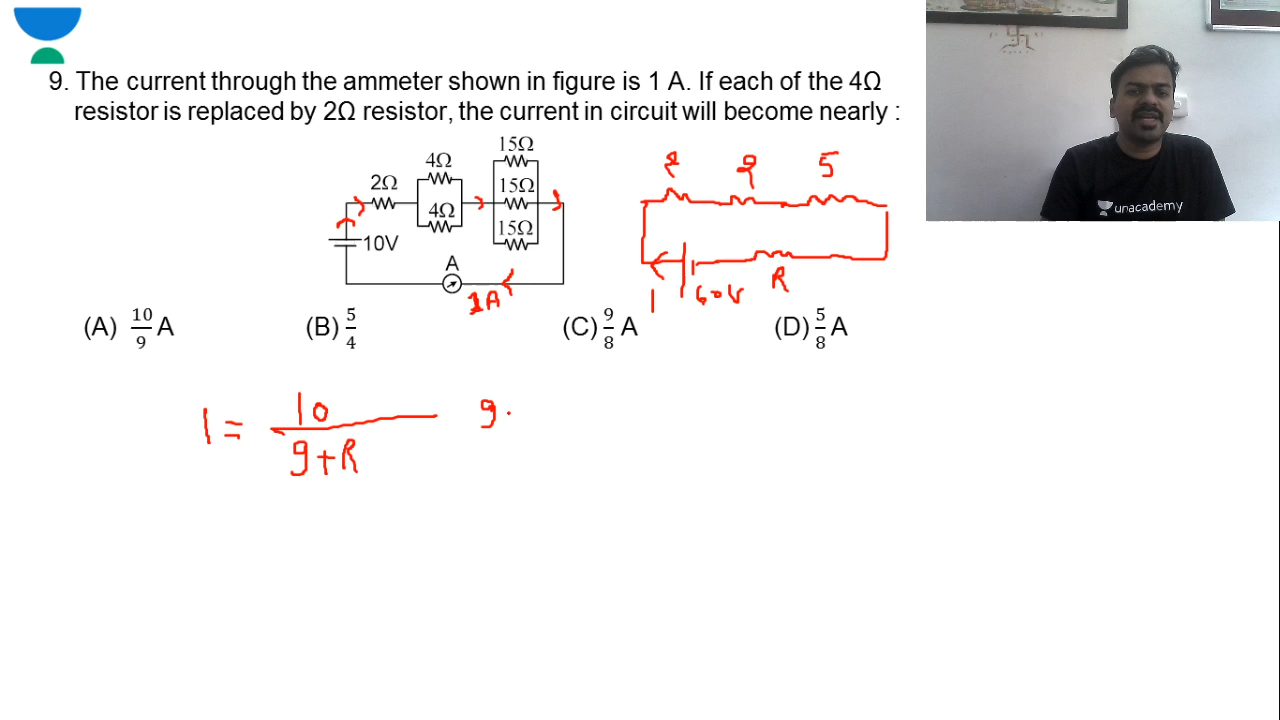 9. The current through the ammeter shown in figure is 1 A. If each of the 4Ω
resistor is replaced by 2Ω resistor, the current in circuit will become nearly :
15Ω
4Ω
2Ω
15Ω
4Ω
15Ω
10V
A
1A
2 2 5
1
R
unacademy
(A) 10/9 A (B) 5/4 (C) 9/8 A (D) 5/8 A
1 = 10 / 9+R
9.